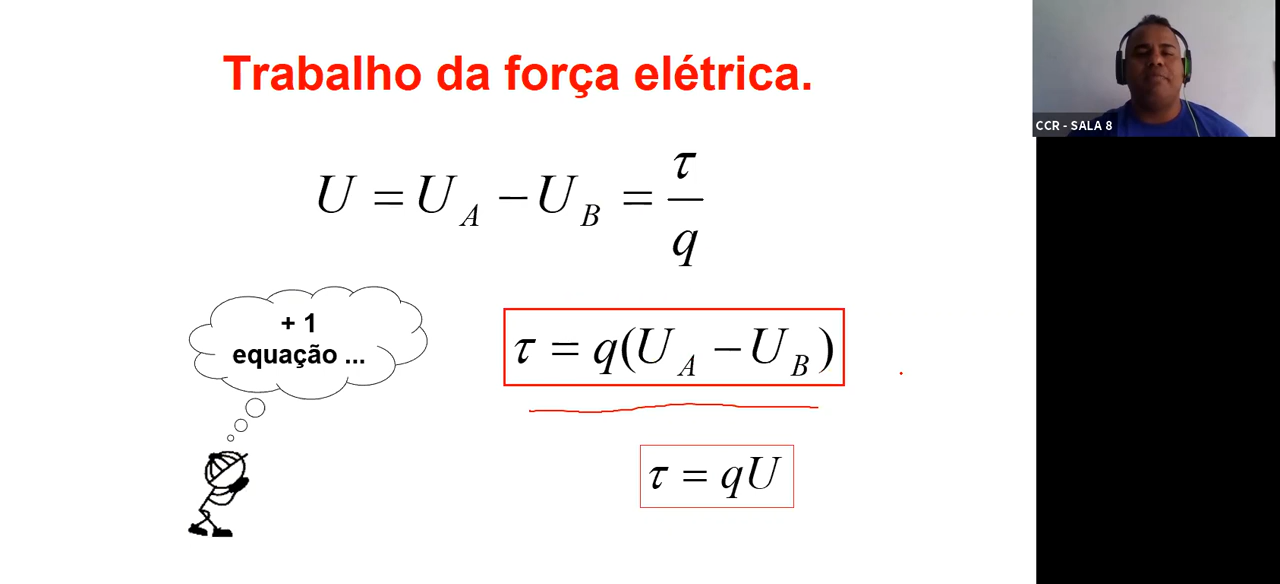 Trabalho da força elétrica.
CCR - SALA 8
U = U_A − U_B = τ/q
+ 1
equação ...
τ = q(U_A − U_B)
τ = qU